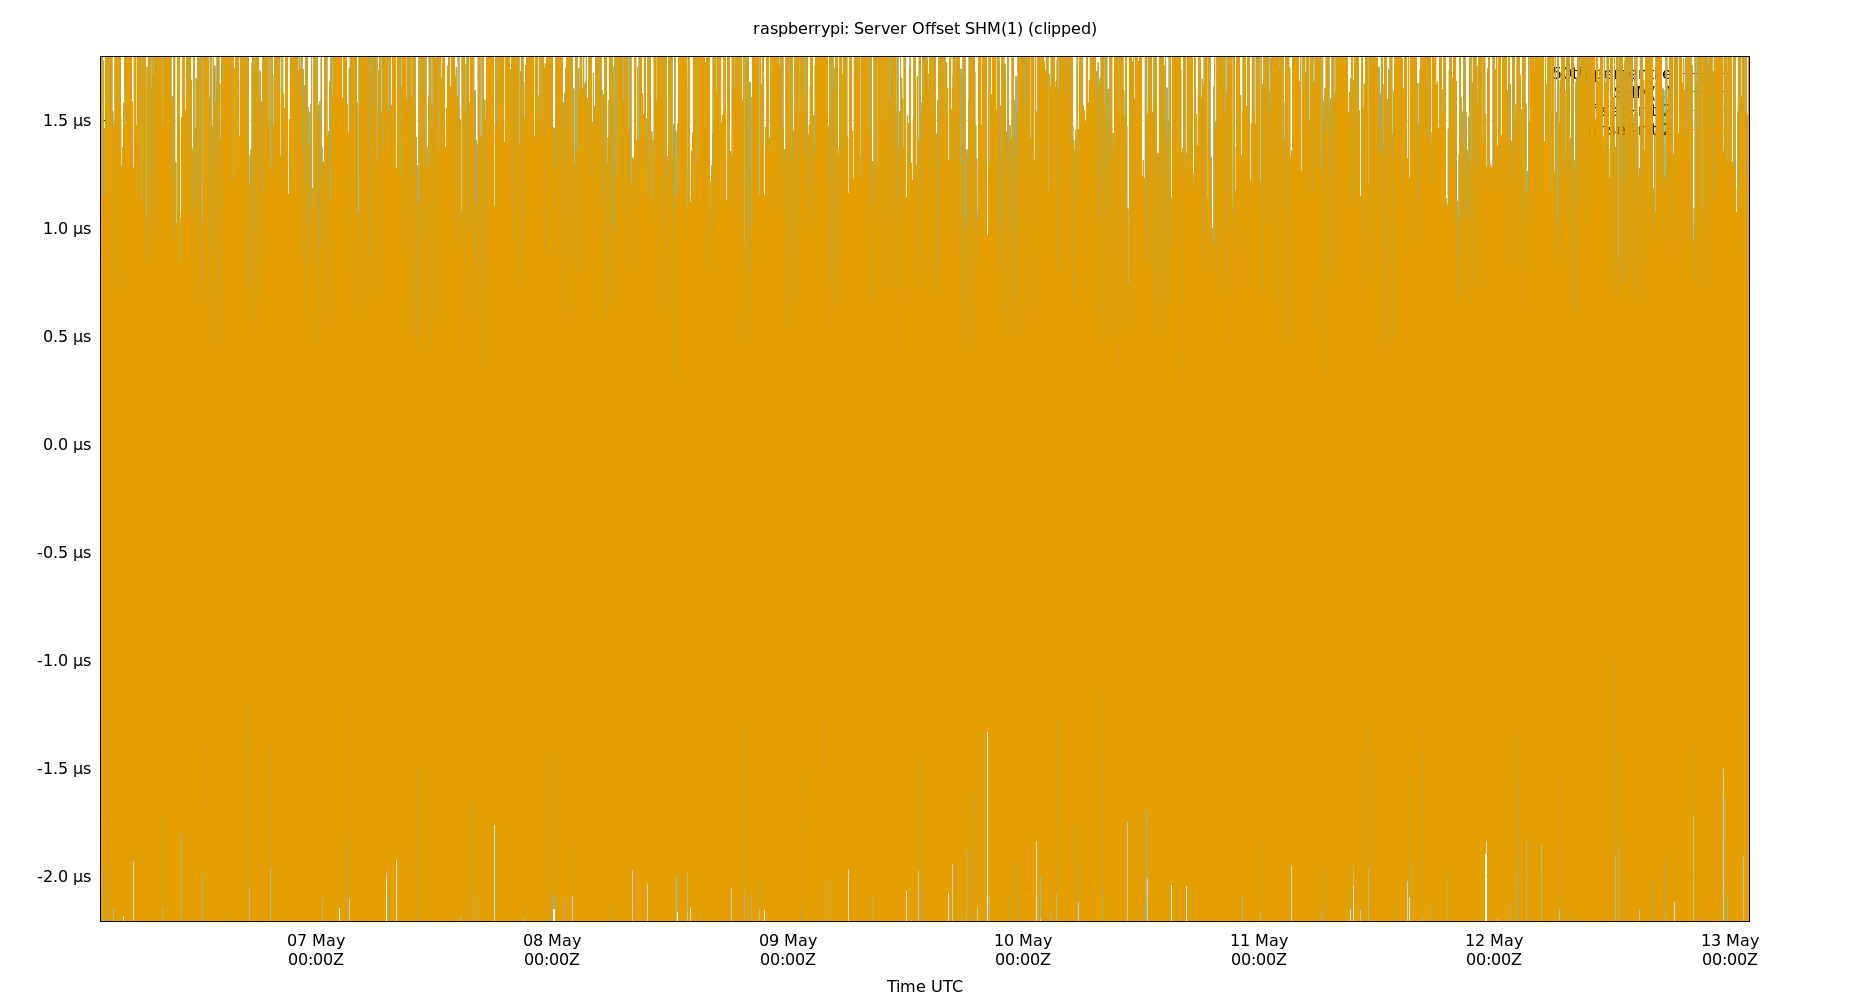 raspberrypi: Server Offset SHM(1) (clipped)
1.5 µs
1.0 µs
0.5 µs
0.0 µs
-0.5 µs
-1.0 µs
-1.5 µs
-2.0 µs
07 May 08 May 09 May 10 May 11 May 12 May 13 May
00:00Z 00:00Z 00:00Z 00:00Z 00:00Z 00:00Z 00:00Z
Time UTC